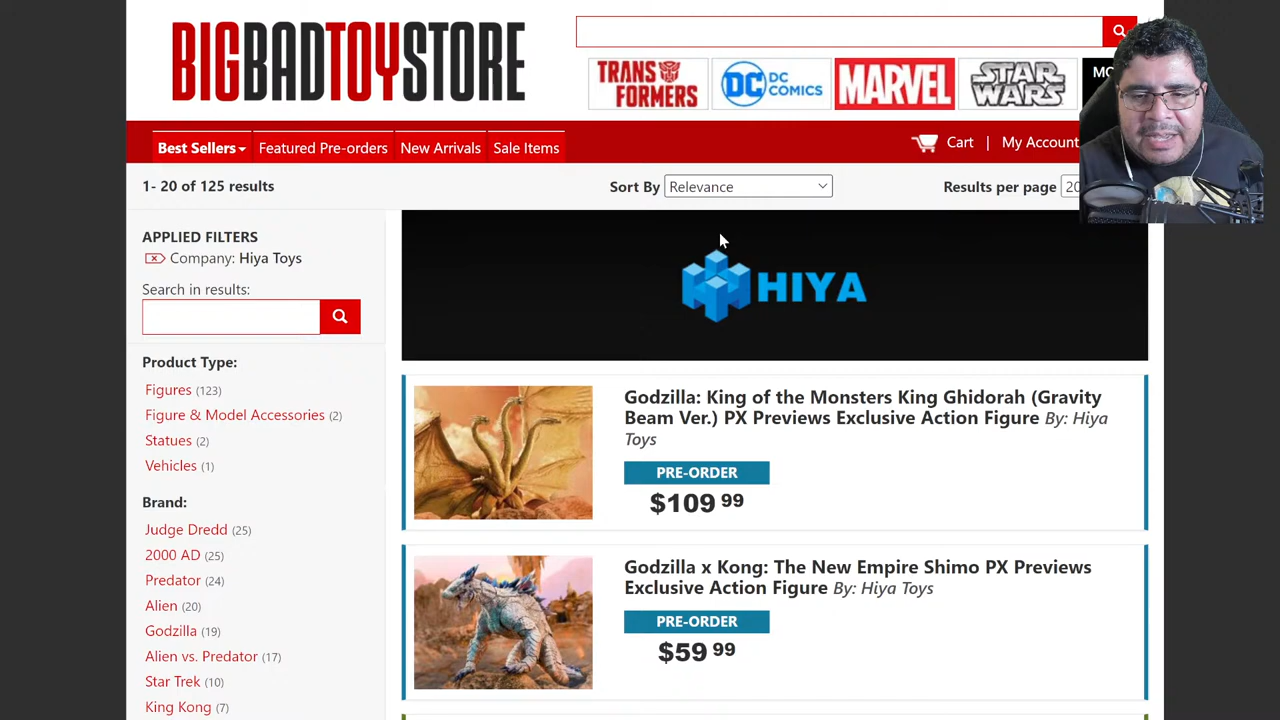 BIGBADTOYSTORE
TRANSFORMERS
DC DC COMICS
MARVEL
STAR WARS
Best Sellers
Featured Pre-orders
New Arrivals
Sale Items
Cart | My Account
1- 20 of 125 results
Sort By Relevance
Results per page 20
APPLIED FILTERS
Company: Hiya Toys
Search in results:
Product Type:
Figures (123)
Figure & Model Accessories (2)
Statues (2)
Vehicles (1)
Brand:
Judge Dredd (25)
2000 AD (25)
Predator (24)
Alien (20)
Godzilla (19)
Alien vs. Predator (17)
Star Trek (10)
King Kong (7)
HIYA
Godzilla: King of the Monsters King Ghidorah (Gravity
Beam Ver.) PX Previews Exclusive Action Figure By: Hiya
Toys
PRE-ORDER
$109 99
Godzilla x Kong: The New Empire Shimo PX Previews
Exclusive Action Figure By: Hiya Toys
PRE-ORDER
$59 99